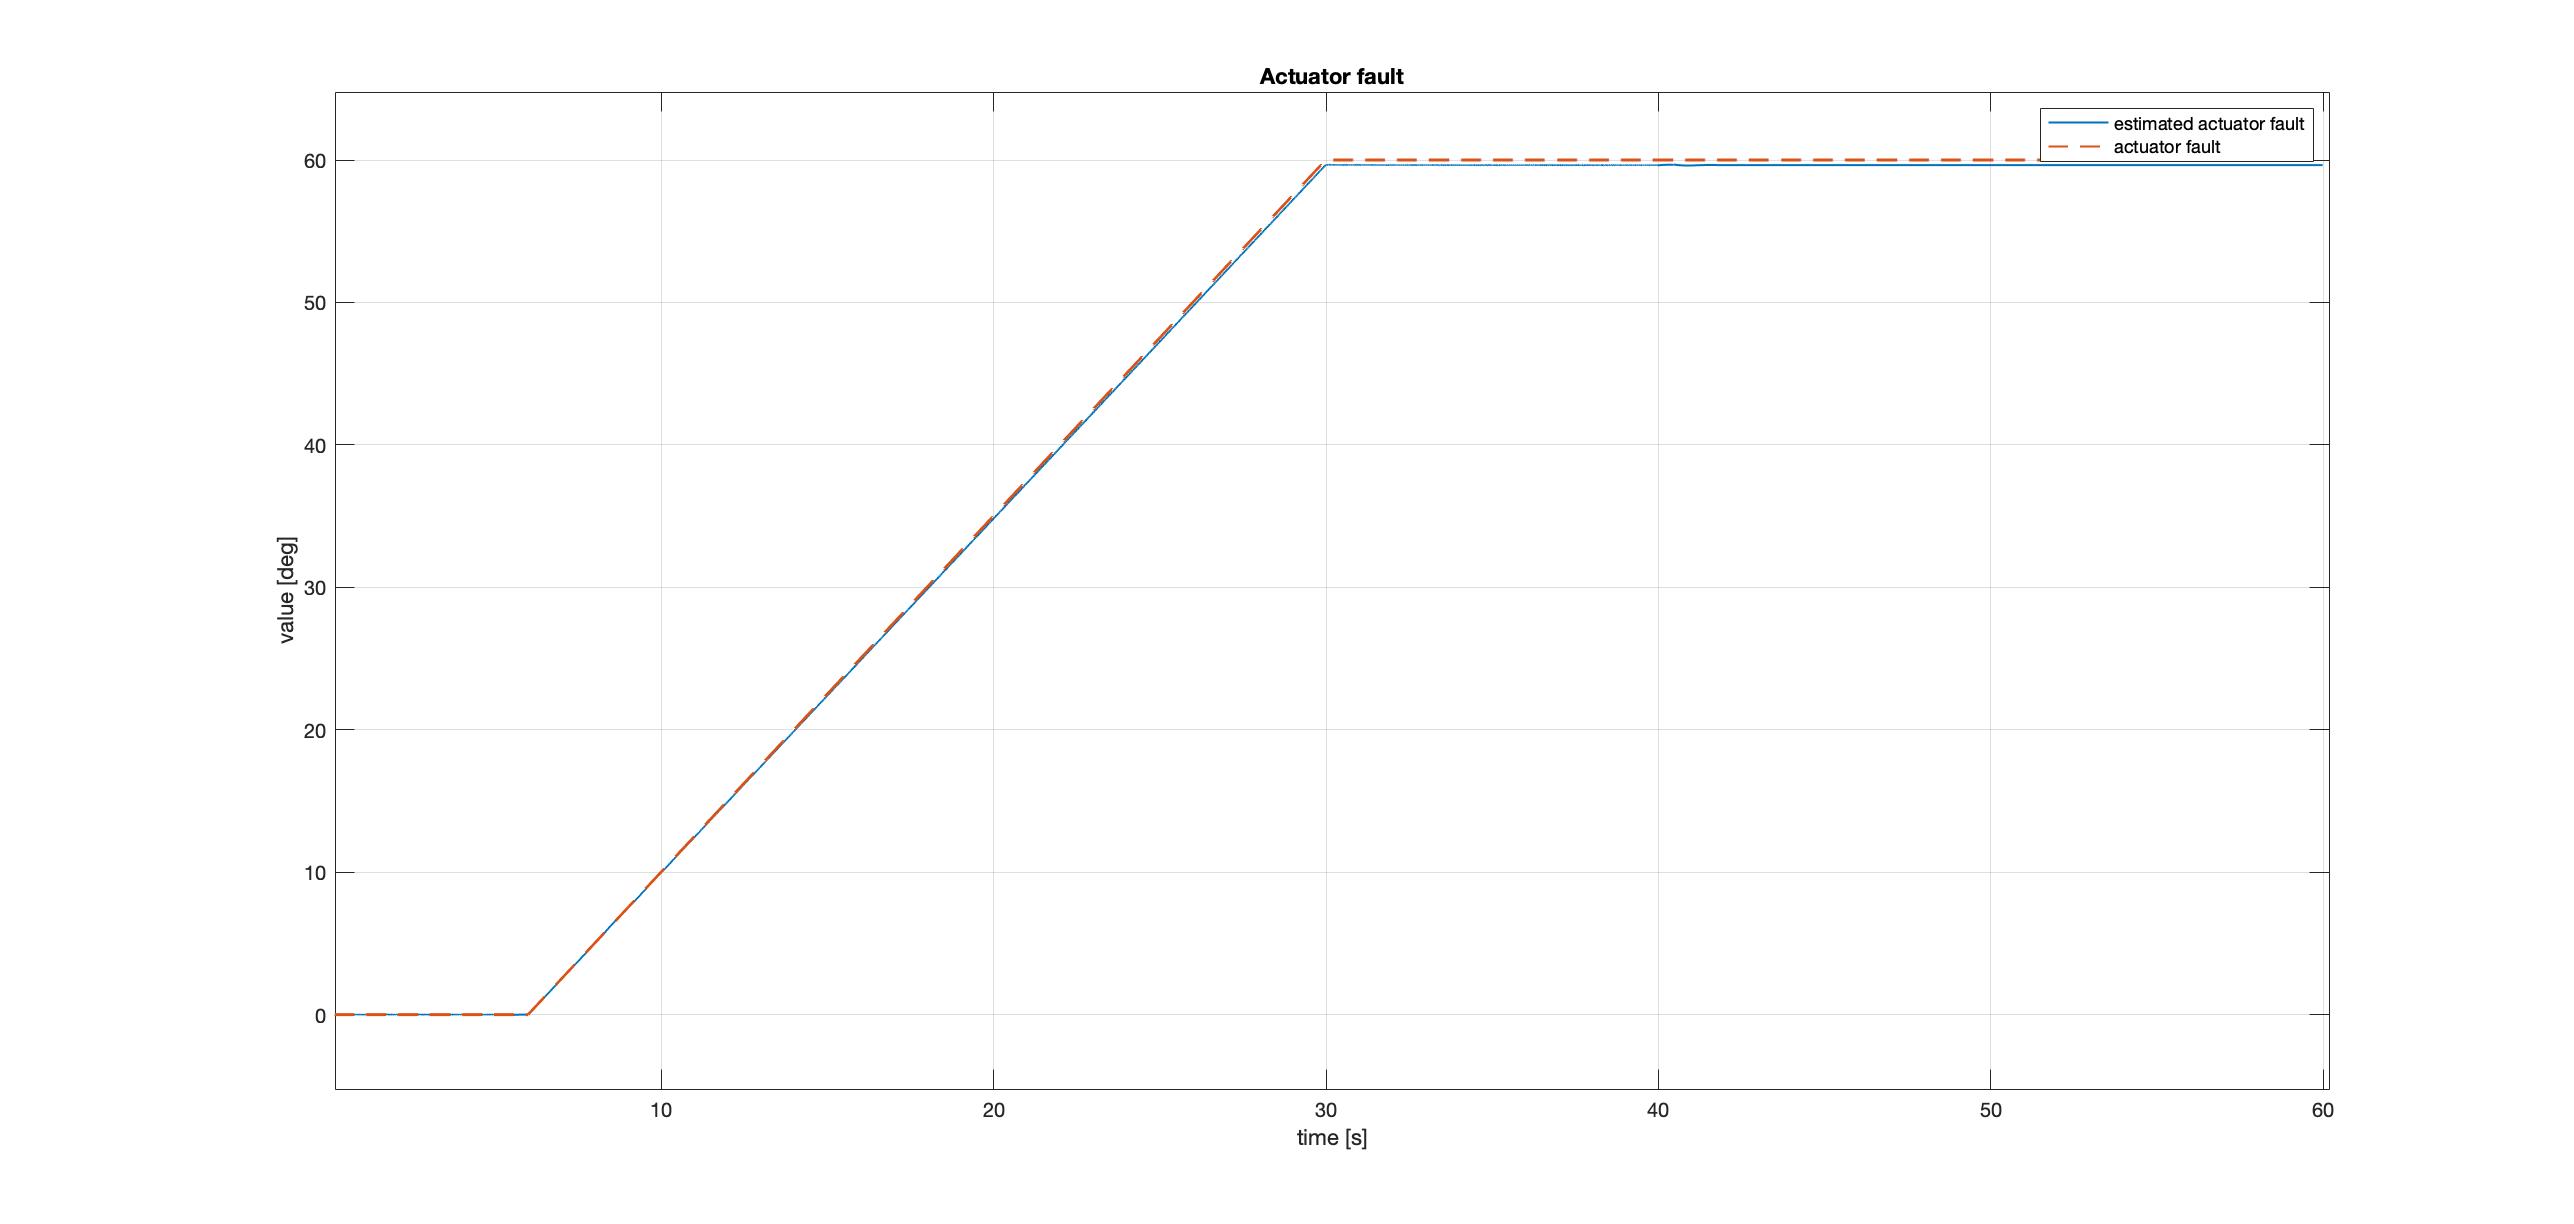 Actuator fault
estimated actuator fault
actuator fault
60
50
40
30
20
10
0
value [deg]
10 20 30 40 50 60
time [s]